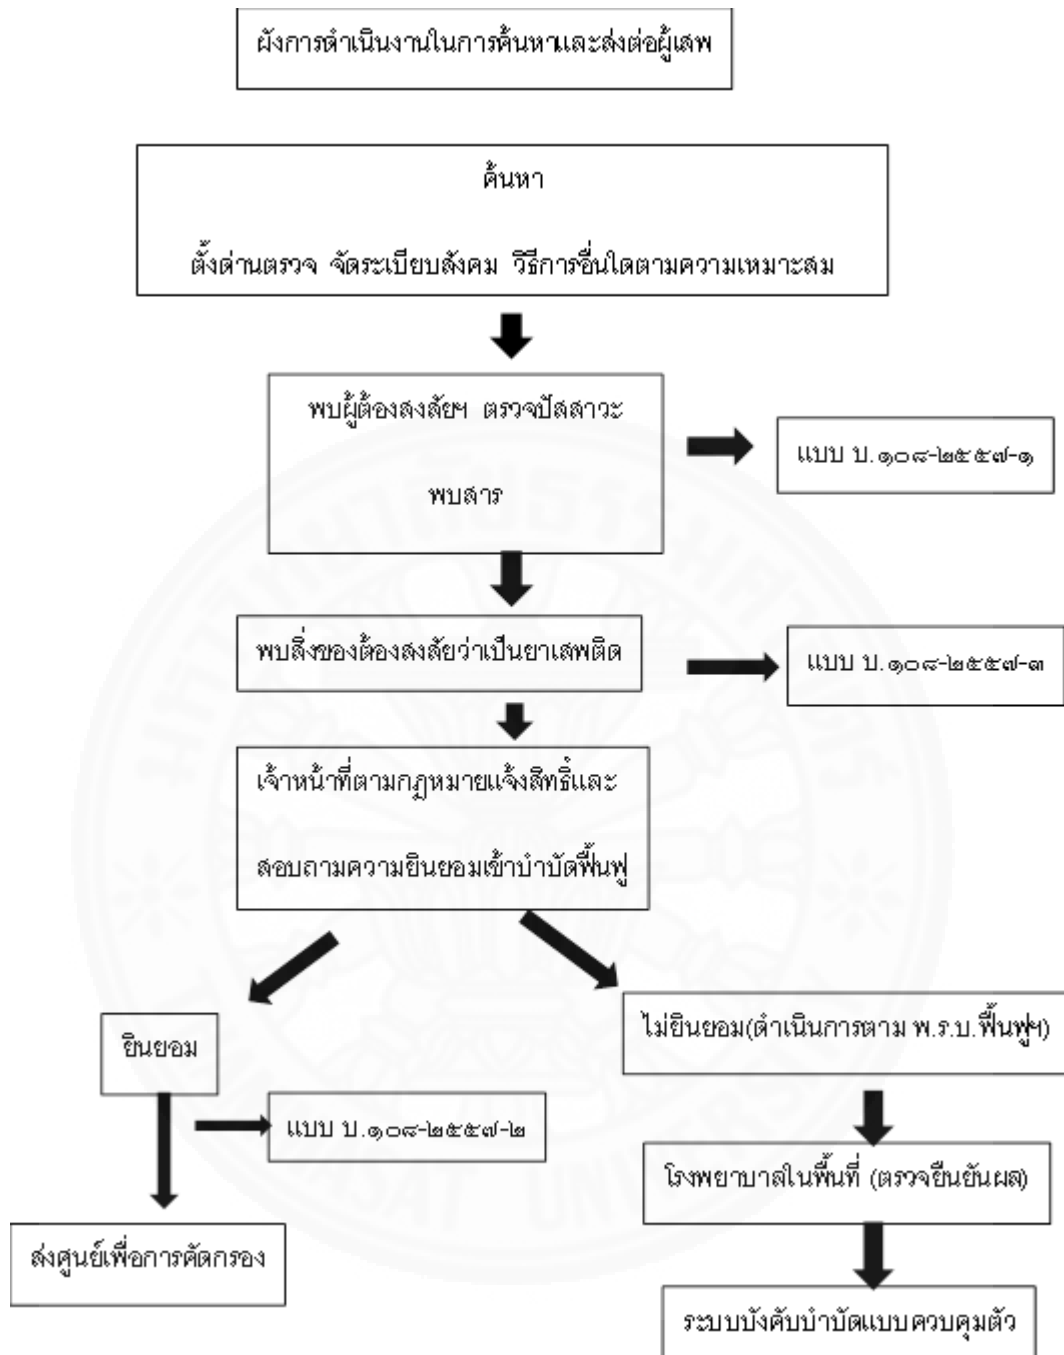 ผังการดำเนินงานในการค้นหาและส่งต่อผู้เสพ
ค้นหา
ตั้งด่านตรวจ จัดระเบียบสังคม วิธีการอื่นใดตามความเหมาะสม
พบผู้ต้องสงสัยฯ ตรวจปัสสาวะ
พบสาร
แบบ บ.๑๐๘-๒๕๕๗-๑
พบสิ่งของต้องสงสัยว่าเป็นยาเสพติด
แบบ บ.๑๐๘-๒๕๕๗-๓
เจ้าหน้าที่ตามกฎหมายแจ้งสิทธิ์และ
สอบถามความยินยอมเข้าบำบัดฟื้นฟู
ยินยอม
ไม่ยินยอม(ดำเนินการตาม พ.ร.บ.ฟื้นฟูฯ)
แบบ บ.๑๐๘-๒๕๕๗-๒
โรงพยาบาลในพื้นที่ (ตรวจยืนยันผล)
ส่งศูนย์เพื่อการคัดกรอง
ระบบบังคับบำบัดแบบควบคุมตัว